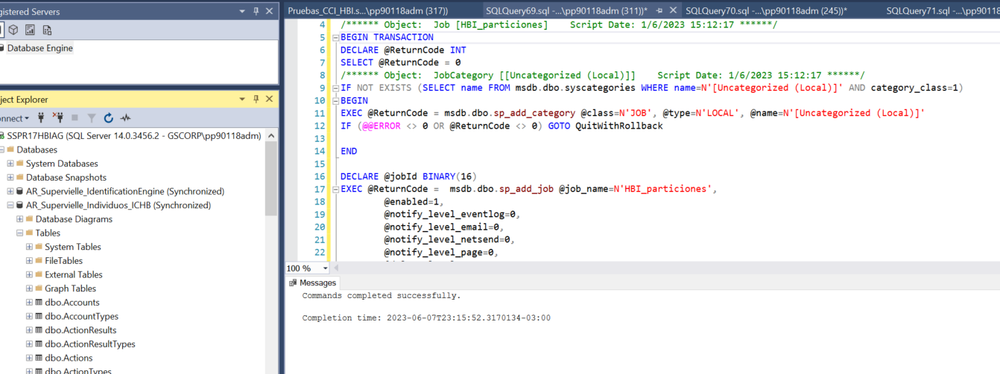 gistered Servers
Database Engine
ject Explorer
onnect
SSPR17HBIAG (SQL Server 14.0.3456.2 - GSCORP\pp90118adm)
Databases
System Databases
Database Snapshots
AR_Supervielle_IdentificationEngine (Synchronized)
AR_Supervielle_Individuos_ICHB (Synchronized)
Database Diagrams
Tables
System Tables
FileTables
External Tables
Graph Tables
dbo.Accounts
dbo.AccountTypes
dbo.ActionResults
dbo.ActionResultTypes
dbo.Actions
dbo.ActionTypes
Pruebas_CCI_HBI.s...\pp90118adm (317))
SQLQuery69.sql -...\pp90118adm (311))*
SQLQuery70.sql -...\pp90118adm (245))*
SQLQuery71.sql -...\pp90118
4 /****** Object:  Job [HBI_particiones]    Script Date: 1/6/2023 15:12:17 ******/
5 BEGIN TRANSACTION
6 DECLARE @ReturnCode INT
7 SELECT @ReturnCode = 0
8 /****** Object:  JobCategory [[Uncategorized (Local)]]    Script Date: 1/6/2023 15:12:17 ******/
9 IF NOT EXISTS (SELECT name FROM msdb.dbo.syscategories WHERE name=N'[Uncategorized (Local)]' AND category_class=1)
10 BEGIN
11 EXEC @ReturnCode = msdb.dbo.sp_add_category @class=N'JOB', @type=N'LOCAL', @name=N'[Uncategorized (Local)]'
12 IF (@@ERROR <> 0 OR @ReturnCode <> 0) GOTO QuitWithRollback
13
14 END
15
16 DECLARE @jobId BINARY(16)
17 EXEC @ReturnCode =  msdb.dbo.sp_add_job @job_name=N'HBI_particiones',
18 @enabled=1,
19 @notify_level_eventlog=0,
20 @notify_level_email=0,
21 @notify_level_netsend=0,
22 @notify_level_page=0,
100 %
Messages
Commands completed successfully.
Completion time: 2023-06-07T23:15:52.3170134-03:00